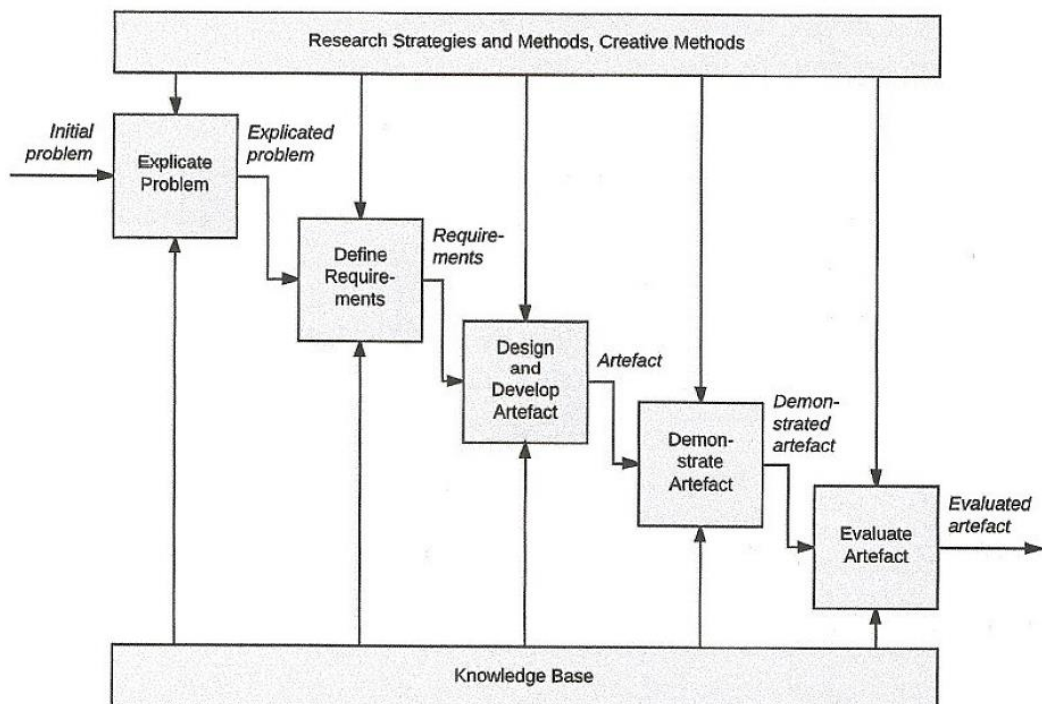 Research Strategies and Methods, Creative Methods
Initial
problem
Explicate
Problem
Explicated
problem
Define
Require-
ments
Require-
ments
Design
and
Develop
Artefact
Artefact
Demon-
strate
Artefact
Demon-
strated
artefact
Evaluate
Artefact
Evaluated
artefact
Knowledge Base